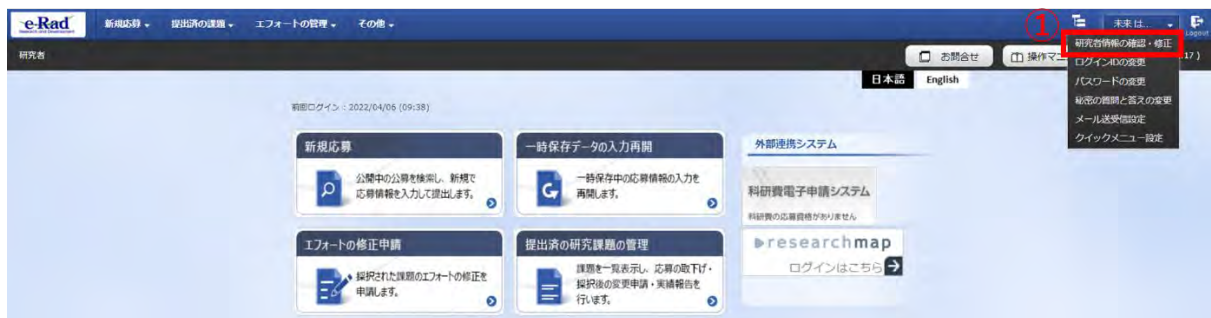 e-Rad
新規応募
提出済の課題
エフォートの管理
その他
①
未来 は...
Logout
研究者
お問合せ
操作マニ
17 )
研究者情報の確認・修正
ログインIDの変更
パスワードの変更
秘密の質問と答えの変更
メール送受信設定
クイックメニュー設定
日本語
English
前回ログイン : 2022/04/06 (09:38)
新規応募
公開中の公募を検索し、新規で
応募情報を入力して提出します。
一時保存データの入力再開
一時保存中の応募情報の入力を
再開します。
外部連携システム
科研費電子申請システム
科研費の応募資格がありません
researchmap
ログインはこちら
エフォートの修正申請
採択された課題のエフォートの修正を
申請します。
提出済の研究課題の管理
課題を一覧表示し、応募の取下げ・
採択後の変更申請・実績報告を
行います。